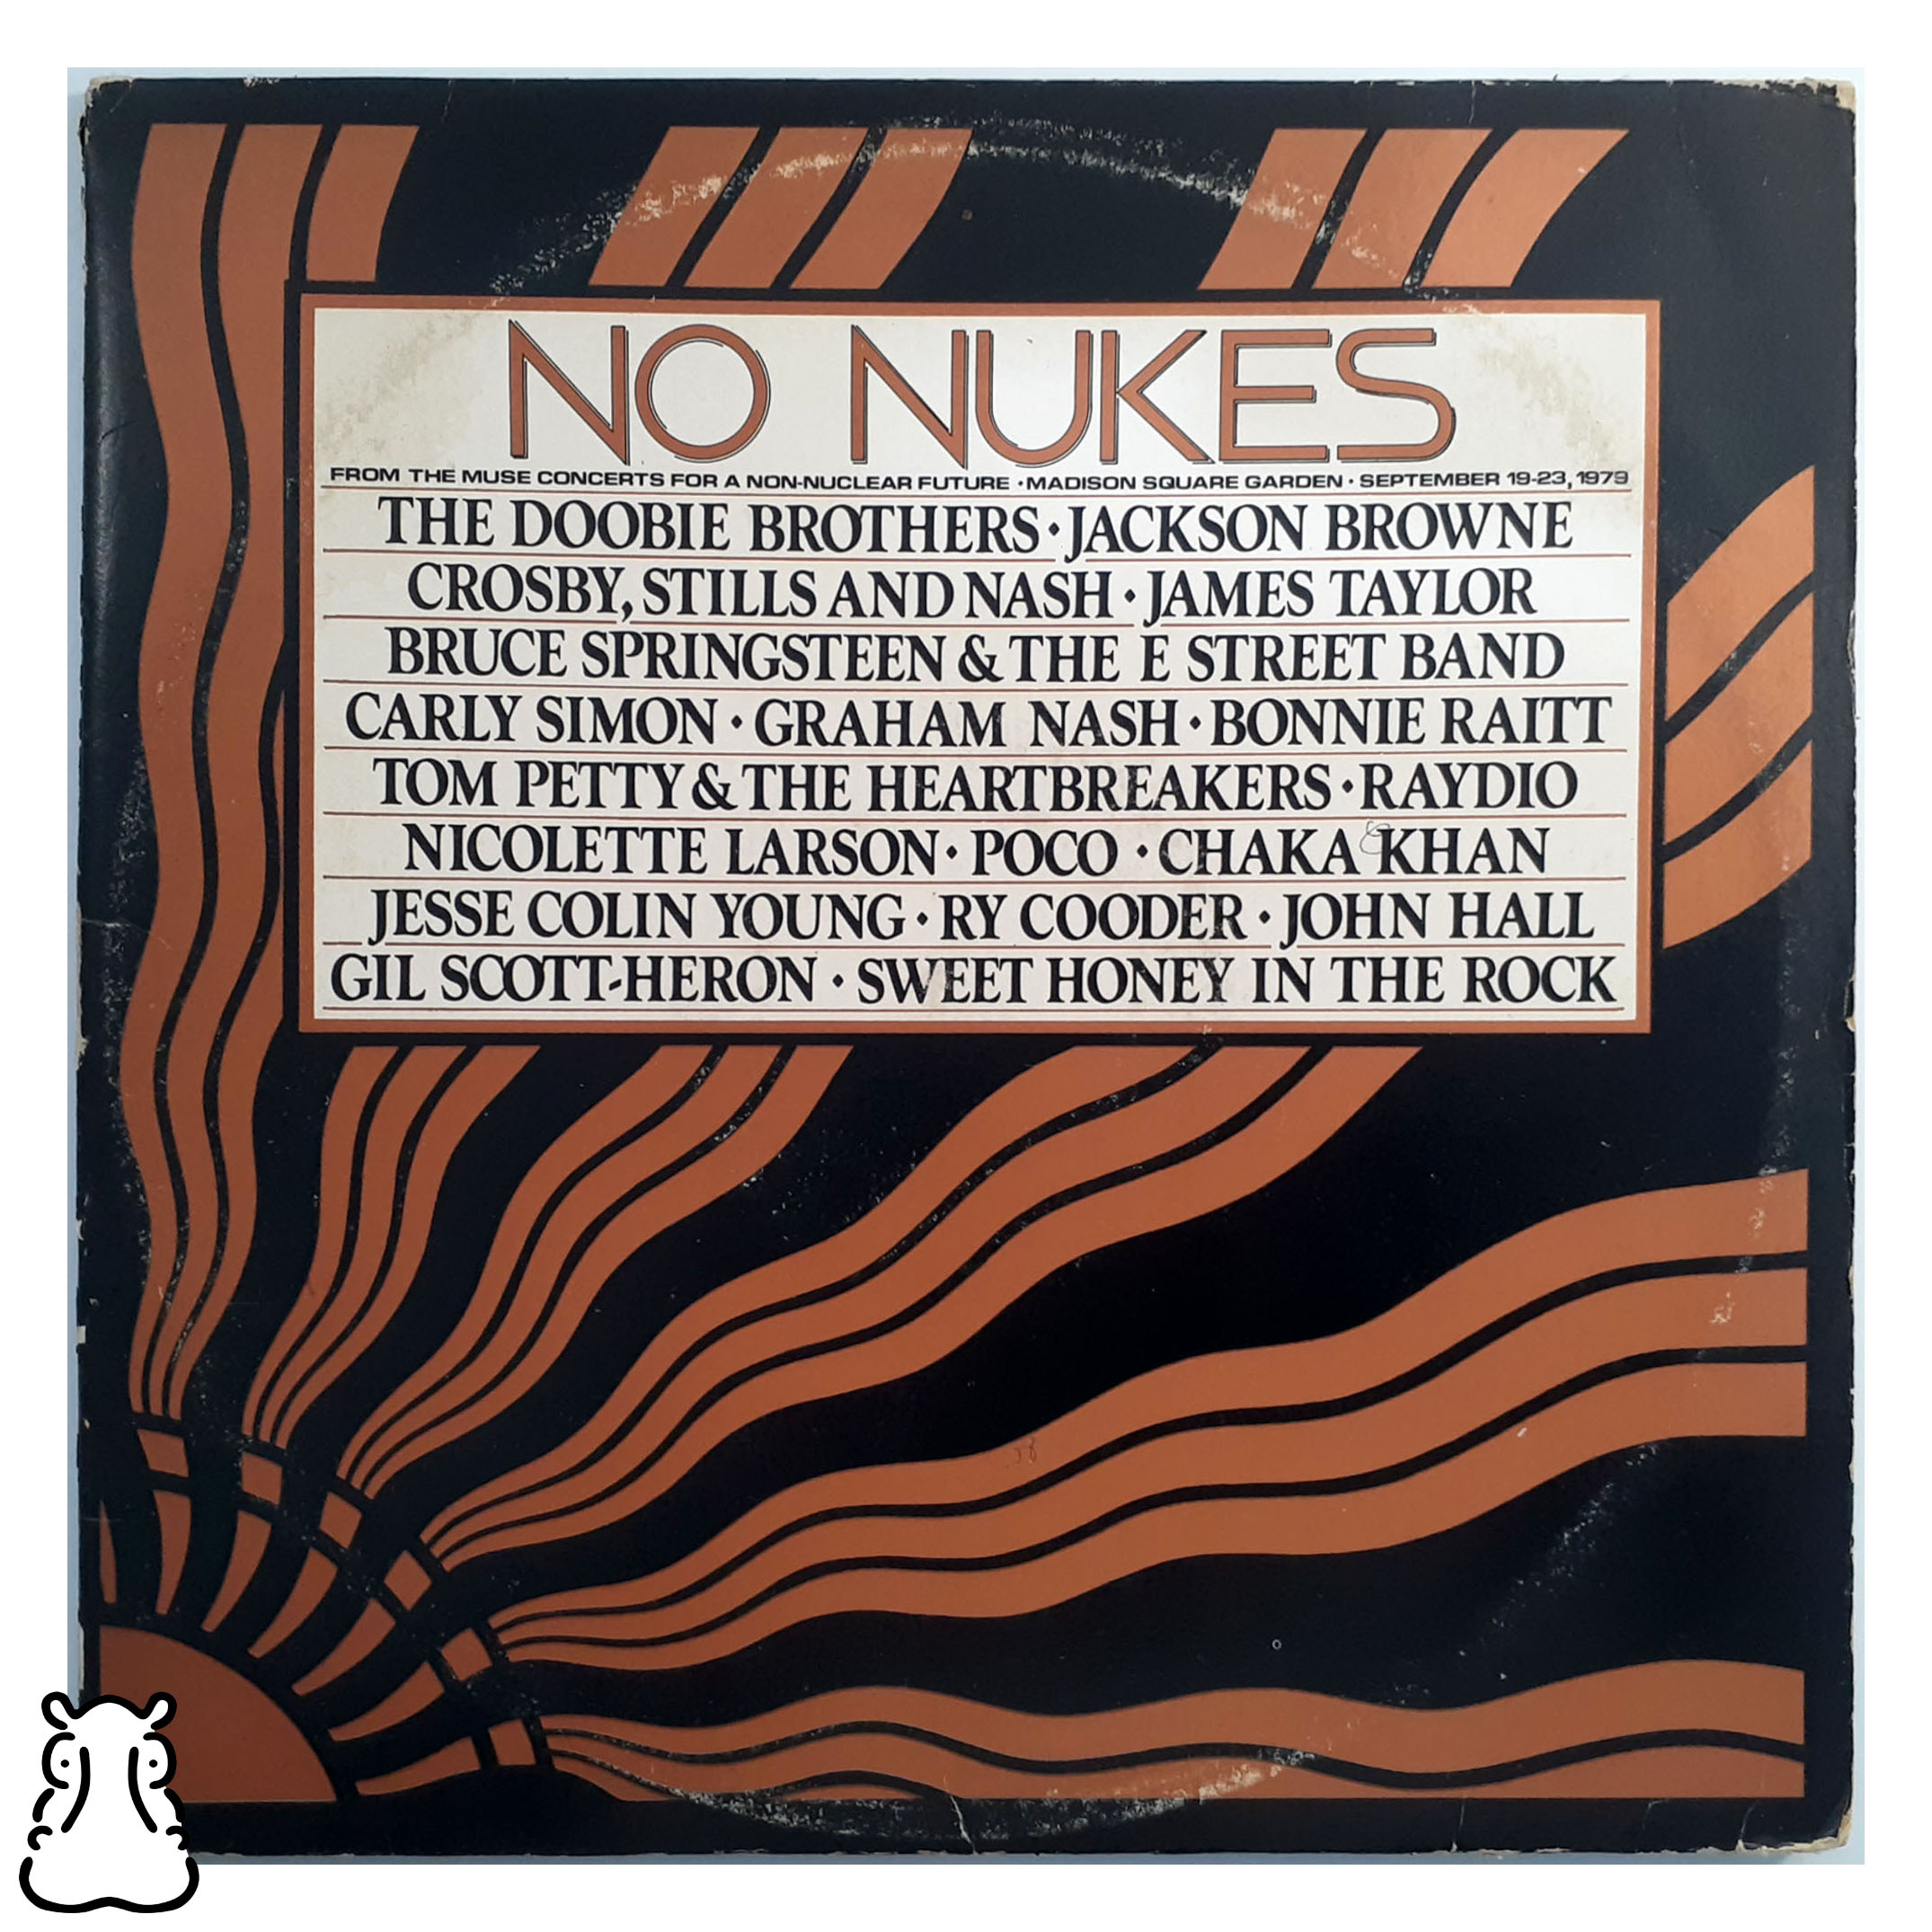 NO NUKES
FROM THE MUSE CONCERTS FOR A NON-NUCLEAR FUTURE • MADISON SQUARE GARDEN • SEPTEMBER 19-23, 1979
THE DOOBIE BROTHERS • JACKSON BROWNE
CROSBY, STILLS AND NASH • JAMES TAYLOR
BRUCE SPRINGSTEEN & THE E STREET BAND
CARLY SIMON • GRAHAM NASH • BONNIE RAITT
TOM PETTY & THE HEARTBREAKERS • RAYDIO
NICOLETTE LARSON • POCO • CHAKA KHAN
JESSE COLIN YOUNG • RY COODER • JOHN HALL
GIL SCOTT-HERON • SWEET HONEY IN THE ROCK